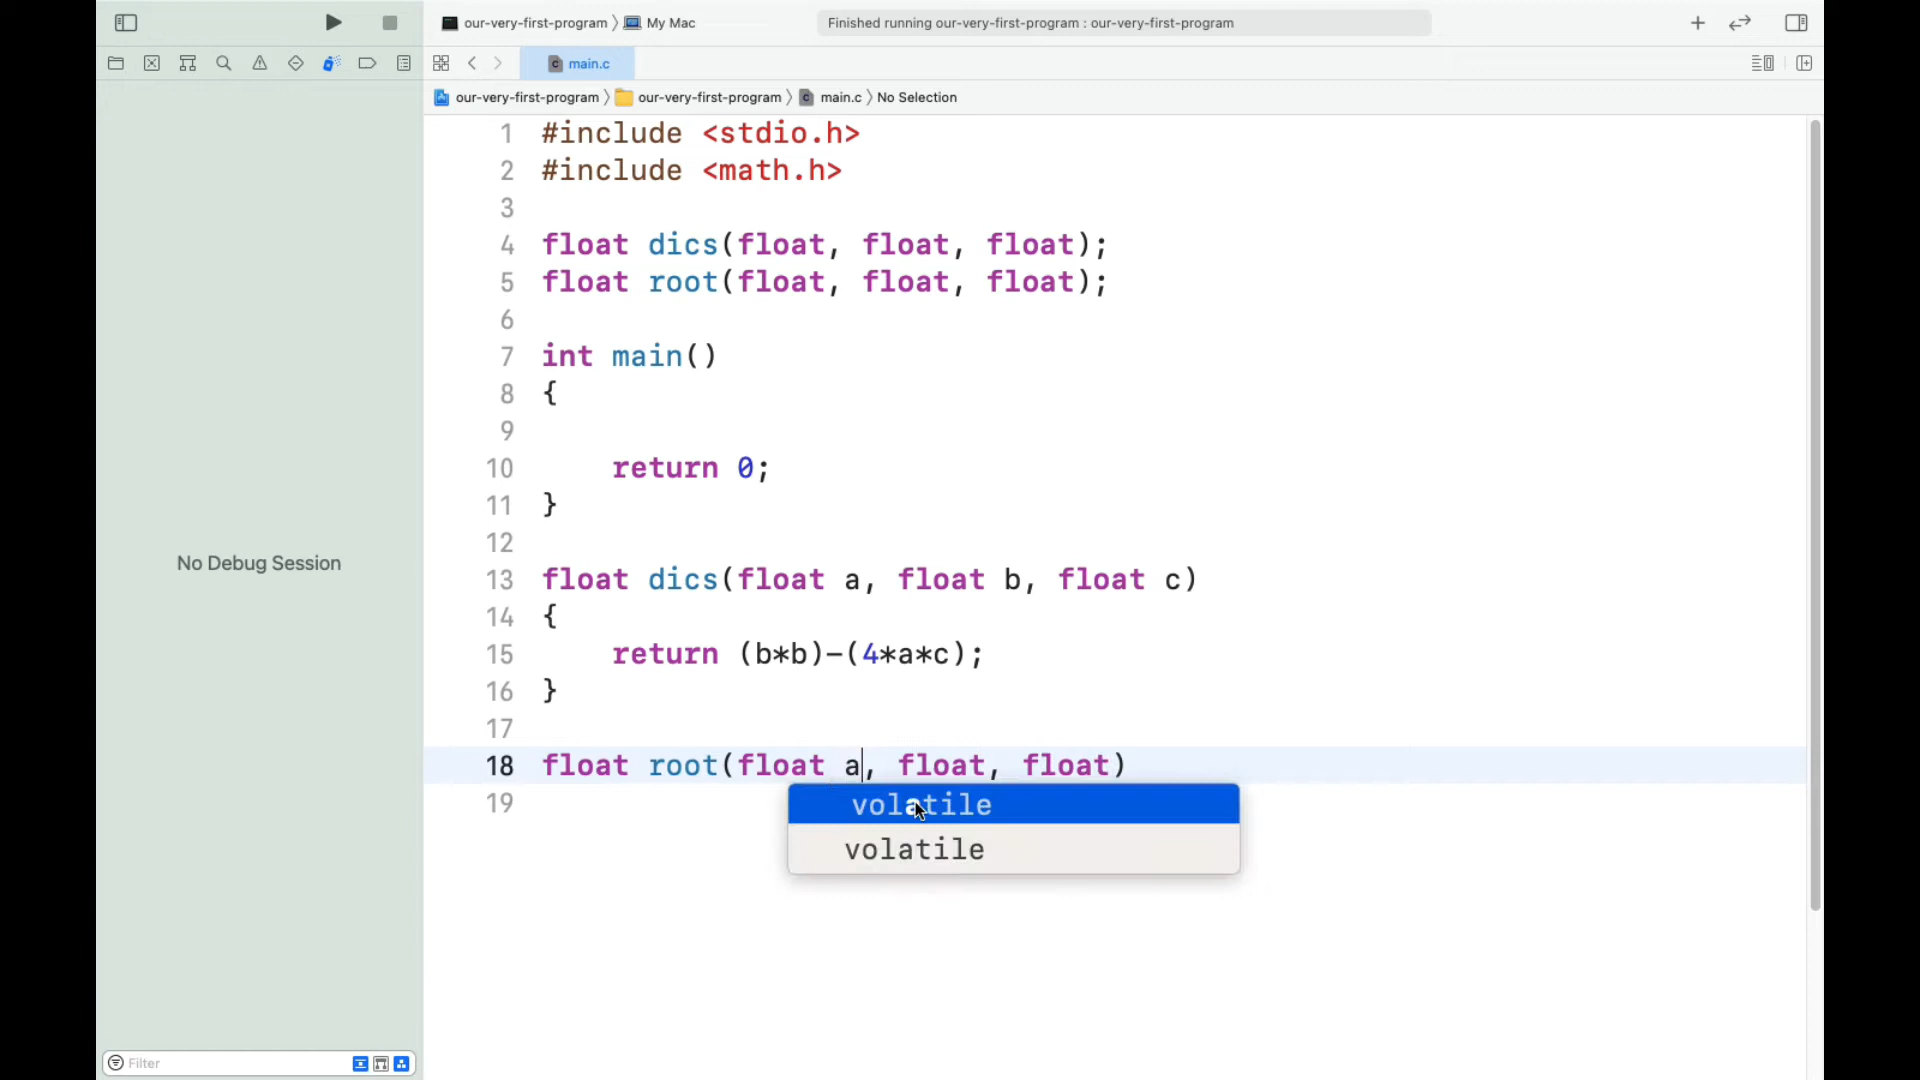 our-very-first-program 〉 My Mac
Finished running our-very-first-program : our-very-first-program
main.c
our-very-first-program 〉 our-very-first-program 〉 main.c 〉 No Selection
1 #include <stdio.h>
2 #include <math.h>
3
4 float dics(float, float, float);
5 float root(float, float, float);
6
7 int main()
8 {
9
10 return 0;
11 }
12
13 float dics(float a, float b, float c)
14 {
15 return (b*b)-(4*a*c);
16 }
17
18 float root(float a, float, float)
19
volatile
volatile
No Debug Session
Filter